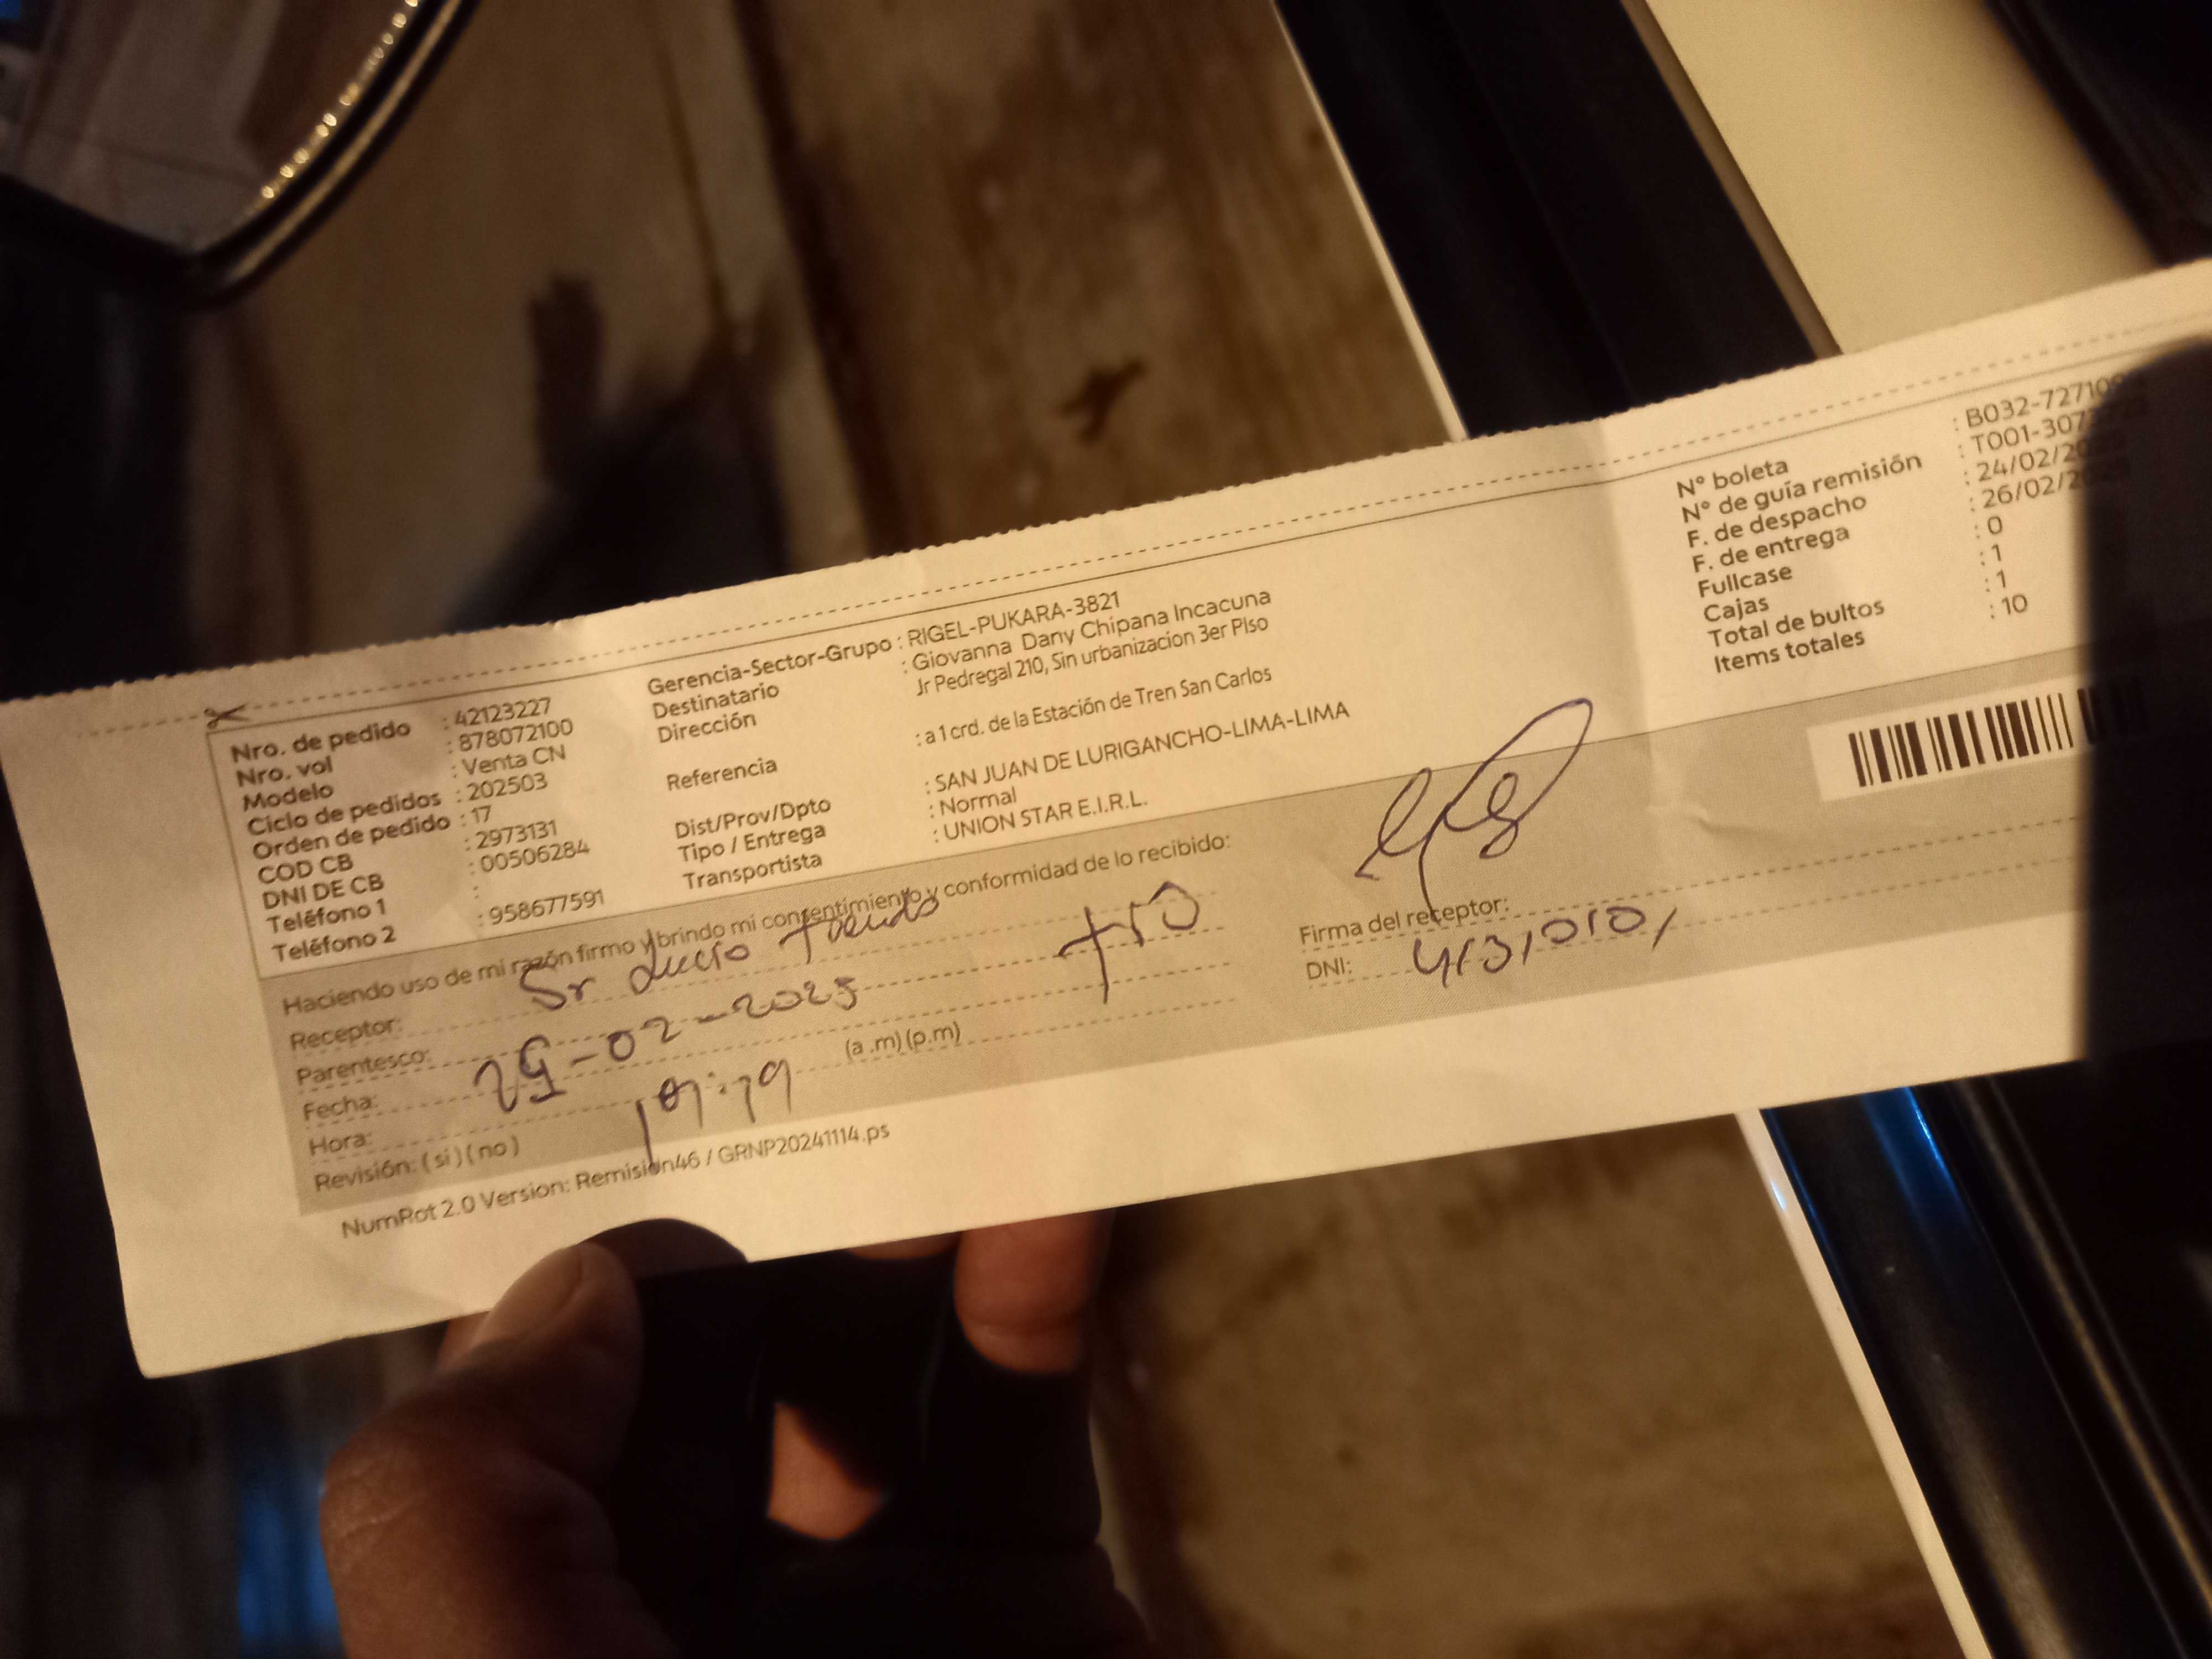 Nro. de pedido : 42123227
Nro. vol : 878072100
Modelo : Venta CN
Ciclo de pedidos : 202503
Orden de pedido : 17
COD CB : 2973131
DNI DE CB : 00506284
Teléfono 1 :
Teléfono 2 : 958677591
Gerencia-Sector-Grupo : RIGEL-PUKARA-3821
Destinatario : Giovanna Dany Chipana Incacuna
Dirección Jr Pedregal 210, Sin urbanizacion 3er PIso
Referencia : a 1 crd. de la Estación de Tren San Carlos
Dist/Prov/Dpto : SAN JUAN DE LURIGANCHO-LIMA-LIMA
Tipo / Entrega : Normal
Transportista : UNION STAR E.I.R.L.
N° boleta : B032-72710
N° de guía remisión : T001-307
F. de despacho : 24/02/2
F. de entrega : 26/02/2
Fullcase : 0
Cajas : 1
Total de bultos : 1
Items totales : 10
Haciendo uso de mi razón firmo y brindo mi consentimiento y conformidad de lo recibido:
Receptor: Sr Lucio
Parentesco:
Fecha: -02-2025
Hora: (a .m) (p.m)
Revisión: ( si ) ( no )
Firma del receptor:
DNI:
NumRot 2.0 Version: Remision46 / GRNP20241114.ps